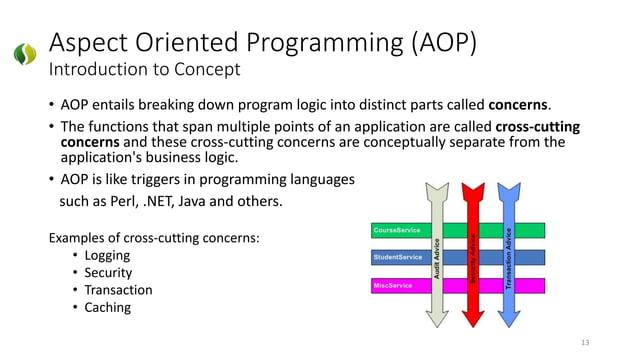 Aspect Oriented Programming (AOP)
Introduction to Concept
• AOP entails breaking down program logic into distinct parts called concerns.
• The functions that span multiple points of an application are called cross-cutting
concerns and these cross-cutting concerns are conceptually separate from the
application's business logic.
• AOP is like triggers in programming languages
such as Perl, .NET, Java and others.
Examples of cross-cutting concerns:
• Logging
• Security
• Transaction
• Caching
CourseService
StudentService
MiscService
Audit Advice
Security Advice
Transaction Advice
13